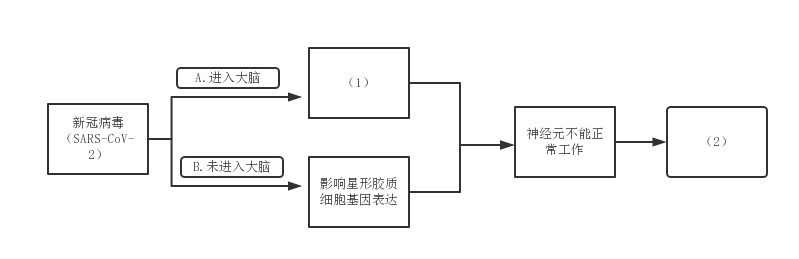 新冠病毒
（SARS-CoV-
2）
A.进入大脑
（1）
B.未进入大脑
影响星形胶质
细胞基因表达
神经元不能正
常工作
（2）